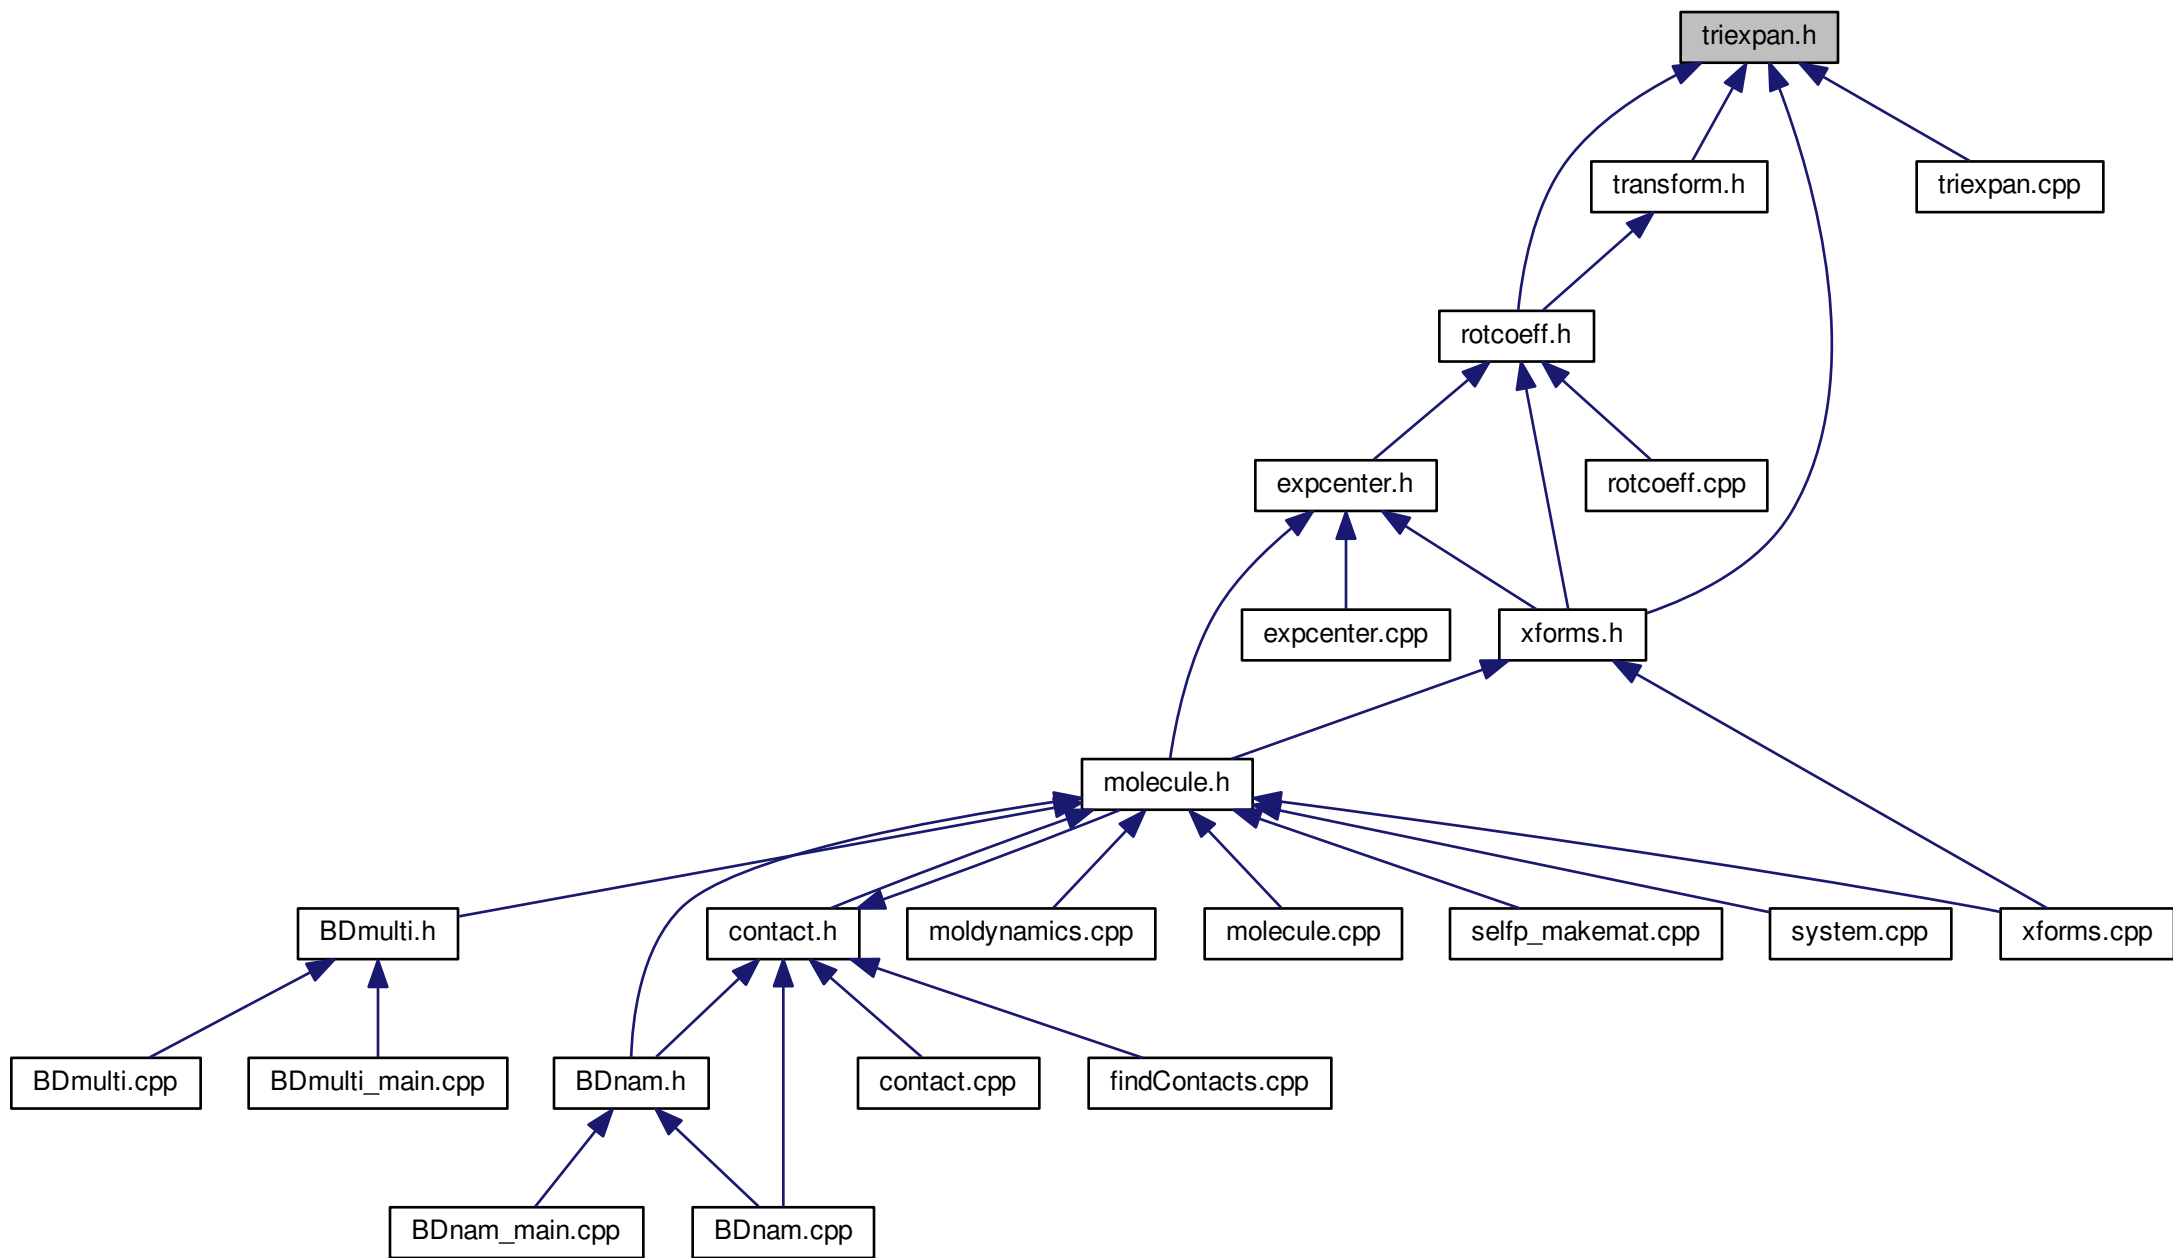 triexpan.h
transform.h
triexpan.cpp
rotcoeff.h
expcenter.h
rotcoeff.cpp
expcenter.cpp
xforms.h
molecule.h
BDmulti.h
contact.h
moldynamics.cpp
molecule.cpp
selfp_makemat.cpp
system.cpp
xforms.cpp
BDmulti.cpp
BDmulti_main.cpp
BDnam.h
contact.cpp
findContacts.cpp
BDnam_main.cpp
BDnam.cpp